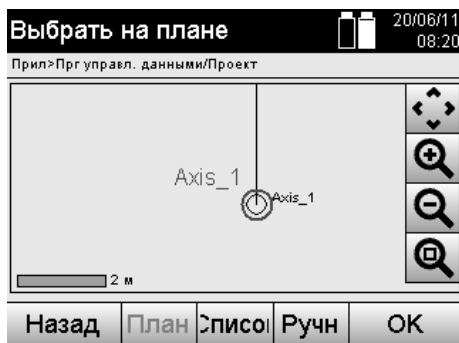 Выбрать на плане
20/06/11
08:20
Прил>Прг управл. данными/Проект
Axis_1
Axis_1
2 м
Назад План Списо Ручн OK